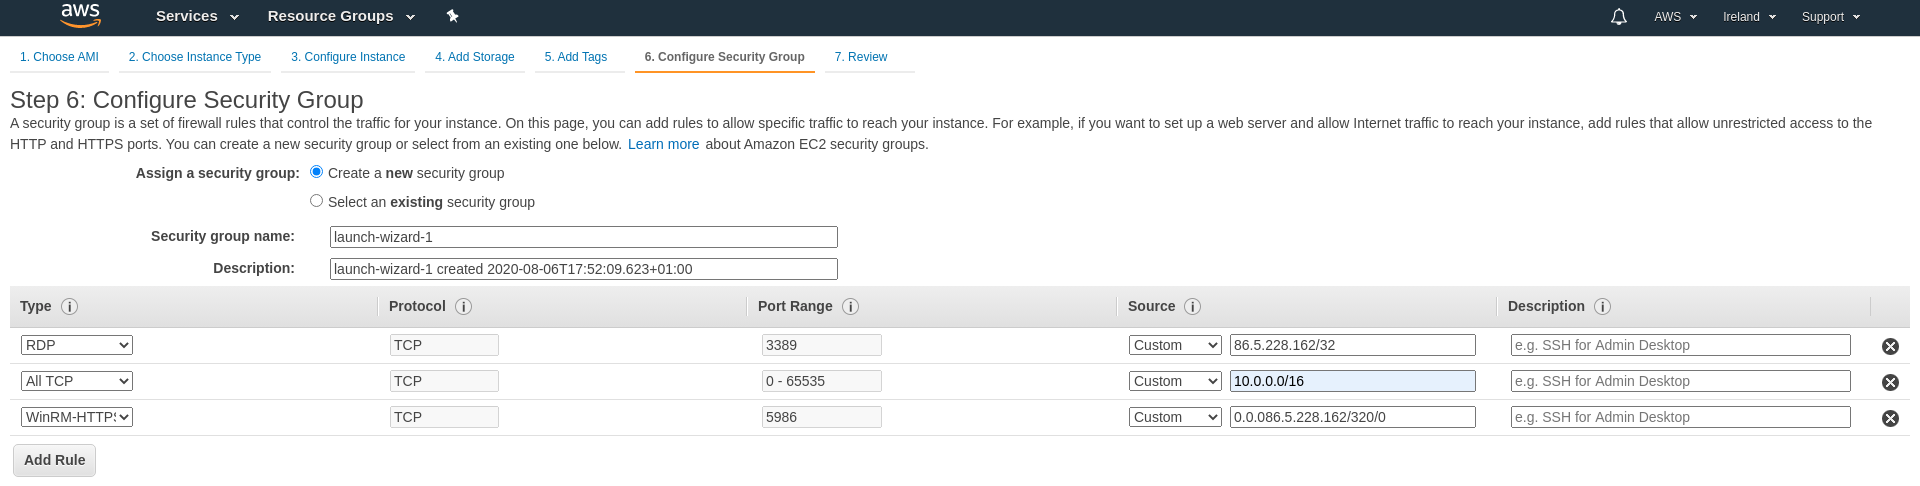 aws Services Resource Groups AWS Ireland Support
1. Choose AMI 2. Choose Instance Type 3. Configure Instance 4. Add Storage 5. Add Tags 6. Configure Security Group 7. Review
Step 6: Configure Security Group
A security group is a set of firewall rules that control the traffic for your instance. On this page, you can add rules to allow specific traffic to reach your instance. For example, if you want to set up a web server and allow Internet traffic to reach your instance, add rules that allow unrestricted access to the
HTTP and HTTPS ports. You can create a new security group or select from an existing one below. Learn more about Amazon EC2 security groups.
Assign a security group: Create a new security group
Select an existing security group
Security group name: launch-wizard-1
Description: launch-wizard-1 created 2020-08-06T17:52:09.623+01:00
Type i Protocol i Port Range i Source i Description i
RDP TCP 3389 Custom 86.5.228.162/32 e.g. SSH for Admin Desktop
All TCP TCP 0 - 65535 Custom 10.0.0.0/16 e.g. SSH for Admin Desktop
WinRM-HTTPS TCP 5986 Custom 0.0.086.5.228.162/320/0 e.g. SSH for Admin Desktop
Add Rule